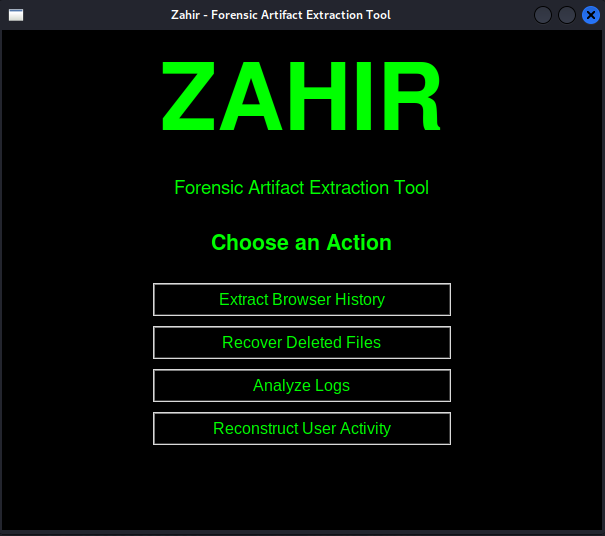 Zahir - Forensic Artifact Extraction Tool
ZAHIR
Forensic Artifact Extraction Tool
Choose an Action
Extract Browser History
Recover Deleted Files
Analyze Logs
Reconstruct User Activity